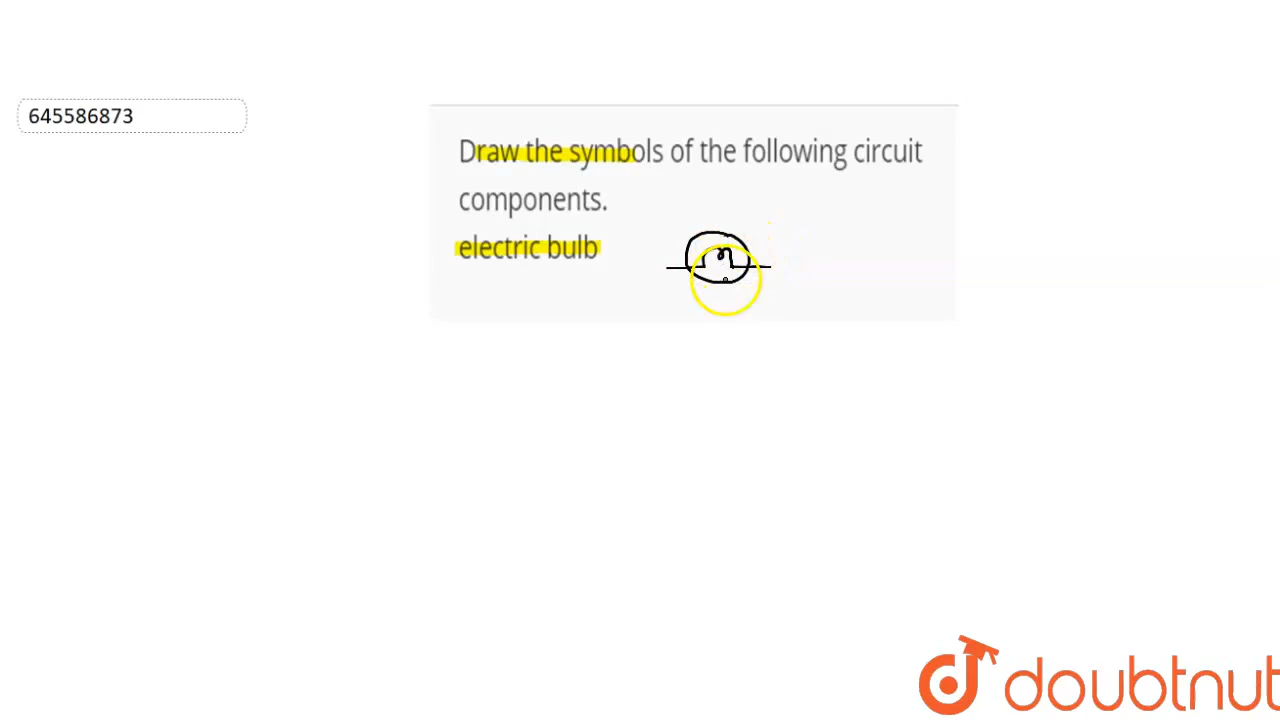 645586873
Draw the symbols of the following circuit
components.
electric bulb
doubtnut